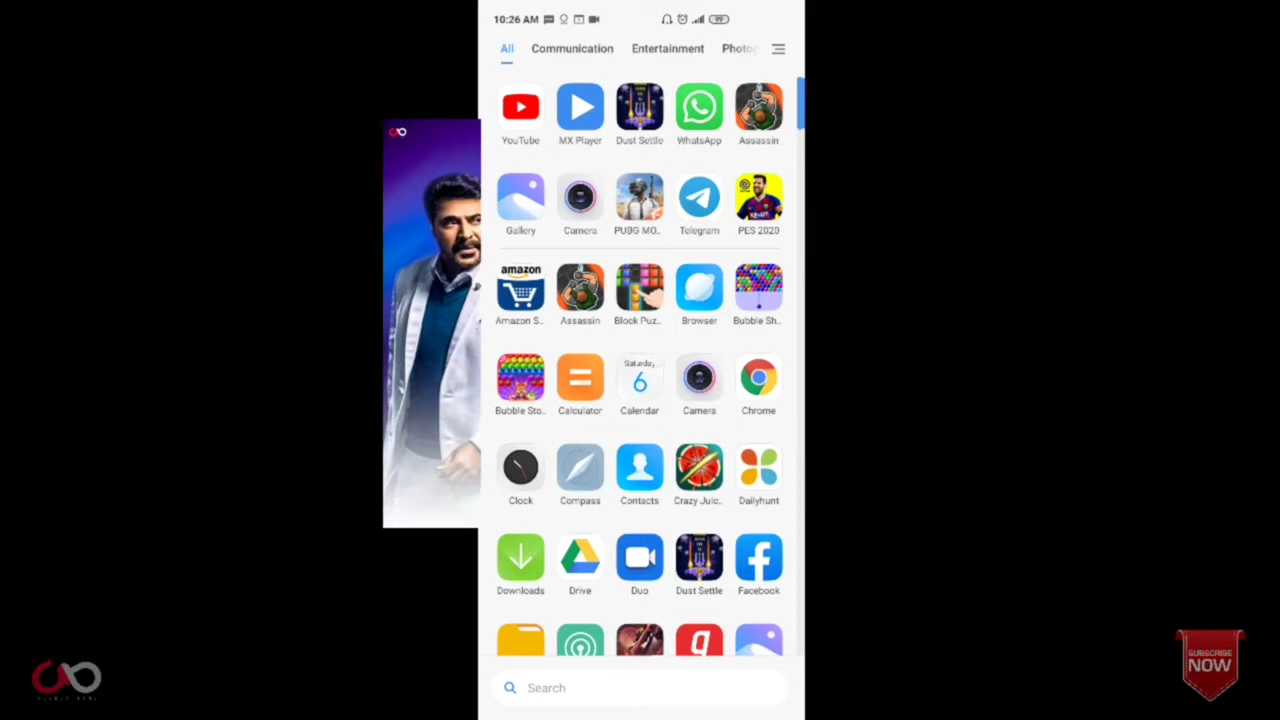 10:26 AM 99
All Communication Entertainment Photog
YouTube MX Player Dust Settle WhatsApp Assassin
Gallery Camera PUBG MO.. Telegram PES 2020
amazon
Amazon S.. Assassin Block Puz.. Browser Bubble Sh..
Saturday
6
Bubble Sto.. Calculator Calendar Camera Chrome
Clock Compass Contacts Crazy Juic.. Dailyhunt
Downloads Drive Duo Dust Settle Facebook
Search
SUBSCRIBE
NOW